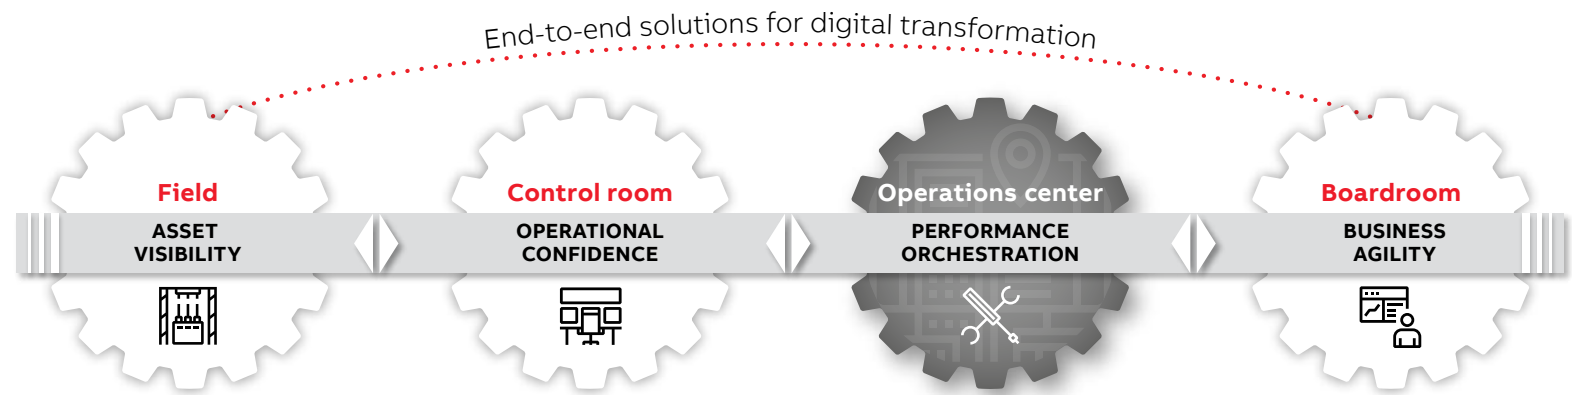 End-to-end solutions for digital transformation
Field
ASSET
VISIBILITY
Control room
OPERATIONAL
CONFIDENCE
Operations center
PERFORMANCE
ORCHESTRATION
Boardroom
BUSINESS
AGILITY